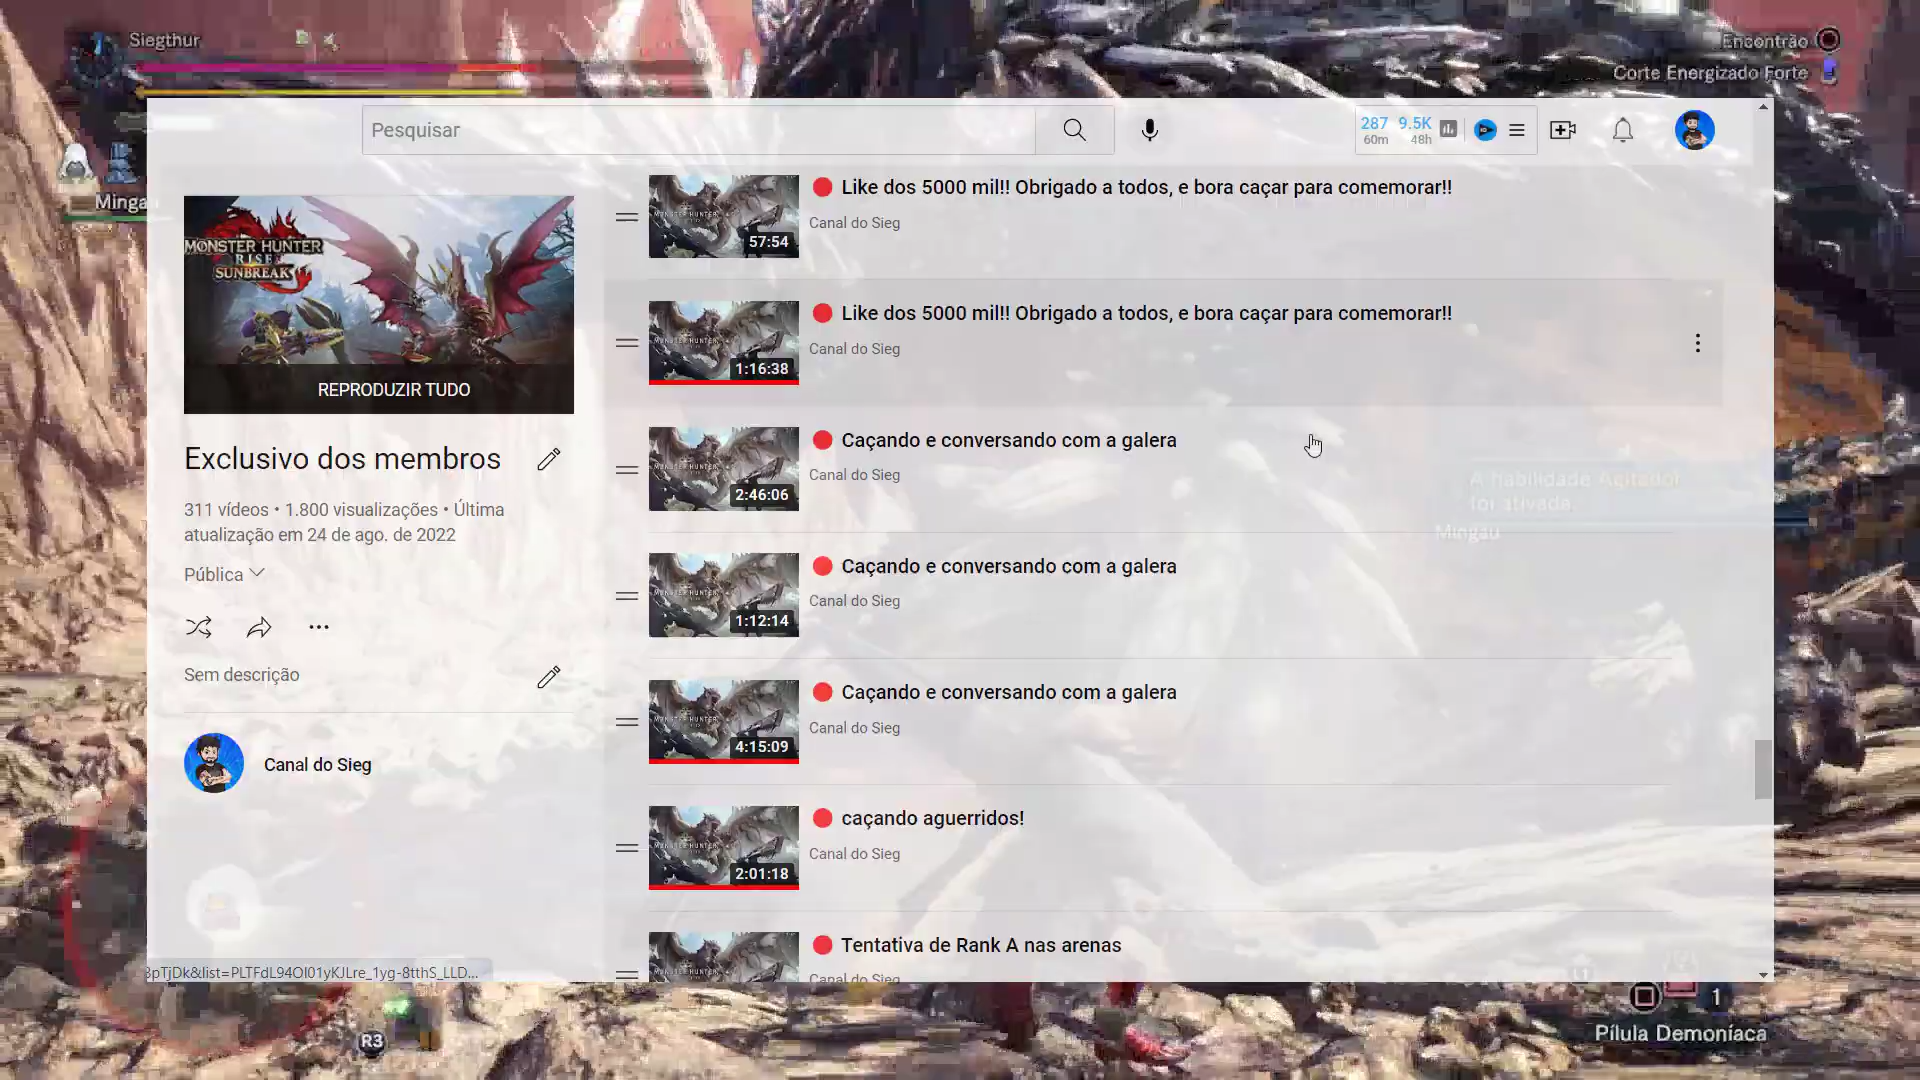 Siegthur
Encontrão
Corte Energizado Forte
Pesquisar
287 9.5K
60m 48h
Minga
MONSTER HUNTER
RISE
SUNBREAK
REPRODUZIR TUDO
Exclusivo dos membros
311 vídeos • 1.800 visualizações • Última
atualização em 24 de ago. de 2022
Pública
Sem descrição
Canal do Sieg
Like dos 5000 mil!! Obrigado a todos, e bora caçar para comemorar!!
Canal do Sieg
57:54
Like dos 5000 mil!! Obrigado a todos, e bora caçar para comemorar!!
Canal do Sieg
1:16:38
Caçando e conversando com a galera
Canal do Sieg
2:46:06
A habilidade Agitador
foi ativada.
Mingau
Caçando e conversando com a galera
Canal do Sieg
1:12:14
Caçando e conversando com a galera
Canal do Sieg
4:15:09
caçando aguerridos!
Canal do Sieg
2:01:18
Tentativa de Rank A nas arenas
Canal do Sieg
L1
1
Pílula Demoníaca
R3